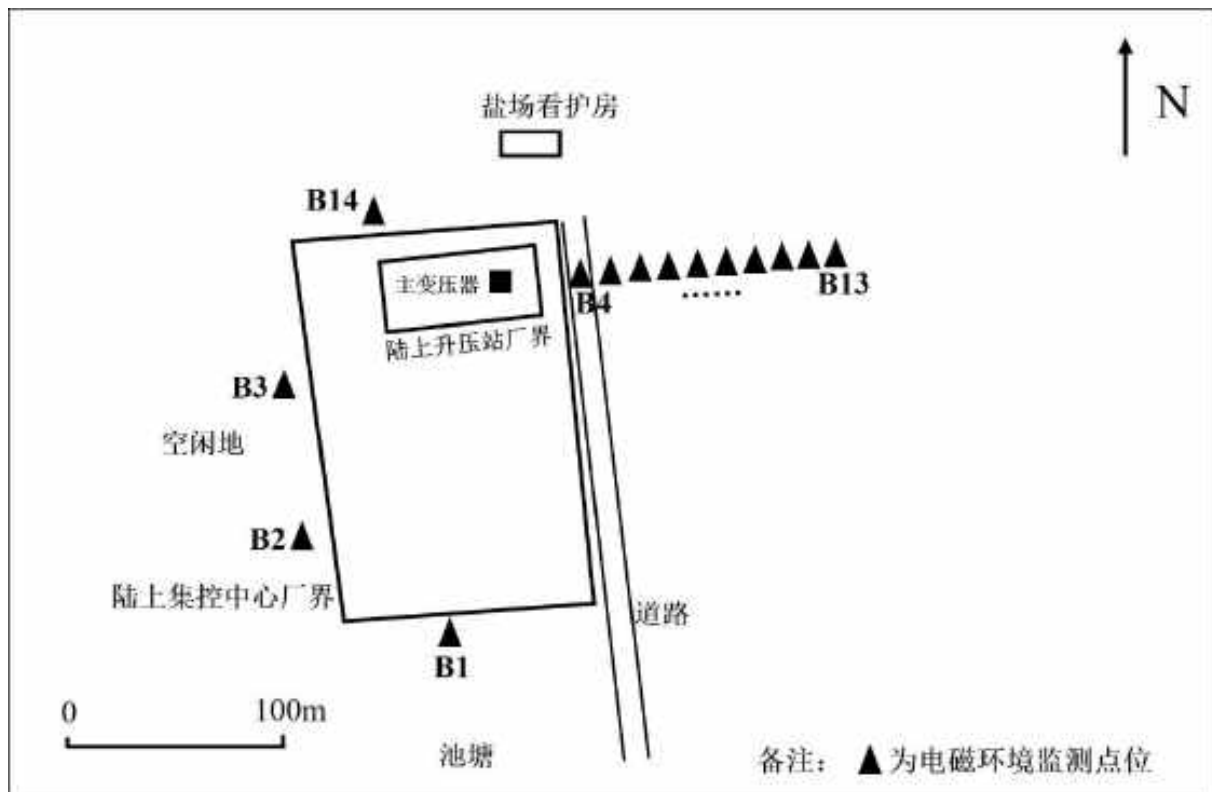 盐场看护房
N
B14
主变压器
B4
B13
......
陆上升压站厂界
B3
空闲地
B2
陆上集控中心厂界
道路
B1
0 100m
池塘
备注： ▲为电磁环境监测点位